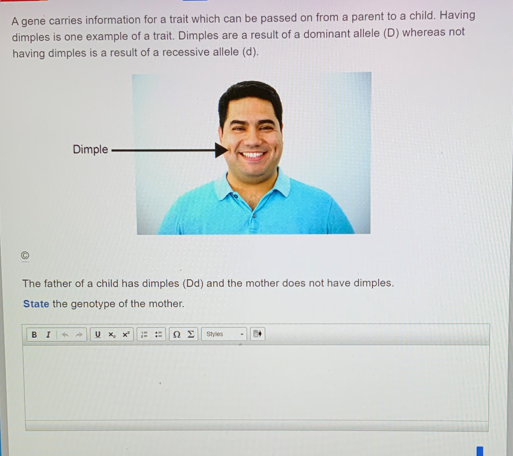 A gene carries information for a trait which can be passed on from a parent to a child. Having
dimples is one example of a trait. Dimples are a result of a dominant allele (D) whereas not
having dimples is a result of a recessive allele (d).
Dimple
©
The father of a child has dimples (Dd) and the mother does not have dimples.
State the genotype of the mother.
B I U x₂ x² Ω Σ Styles